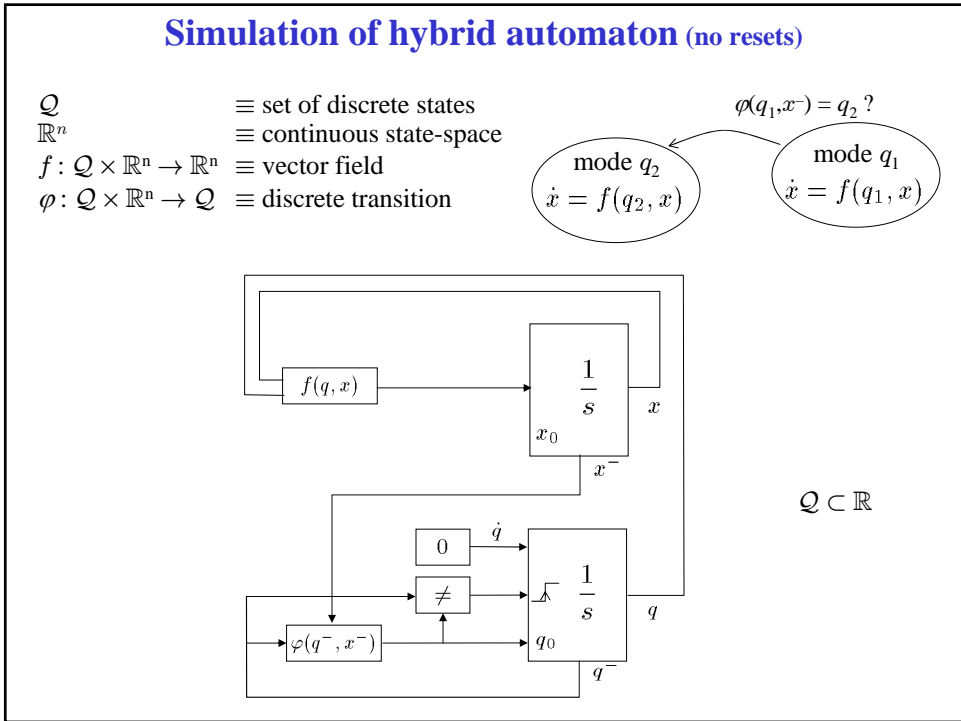 Simulation of hybrid automaton (no resets)
𝒬 ≡ set of discrete states
ℝⁿ ≡ continuous state-space
f : 𝒬 × ℝⁿ → ℝⁿ ≡ vector field
φ : 𝒬 × ℝⁿ → 𝒬 ≡ discrete transition
φ(q₁,x⁻) = q₂ ?
mode q₂
ẋ = f(q₂, x)
mode q₁
ẋ = f(q₁, x)
f(q, x)
1
s
x
x₀
x⁻
𝒬 ⊂ ℝ
0
q̇
≠
1
s
q
φ(q⁻, x⁻)
q₀
q⁻